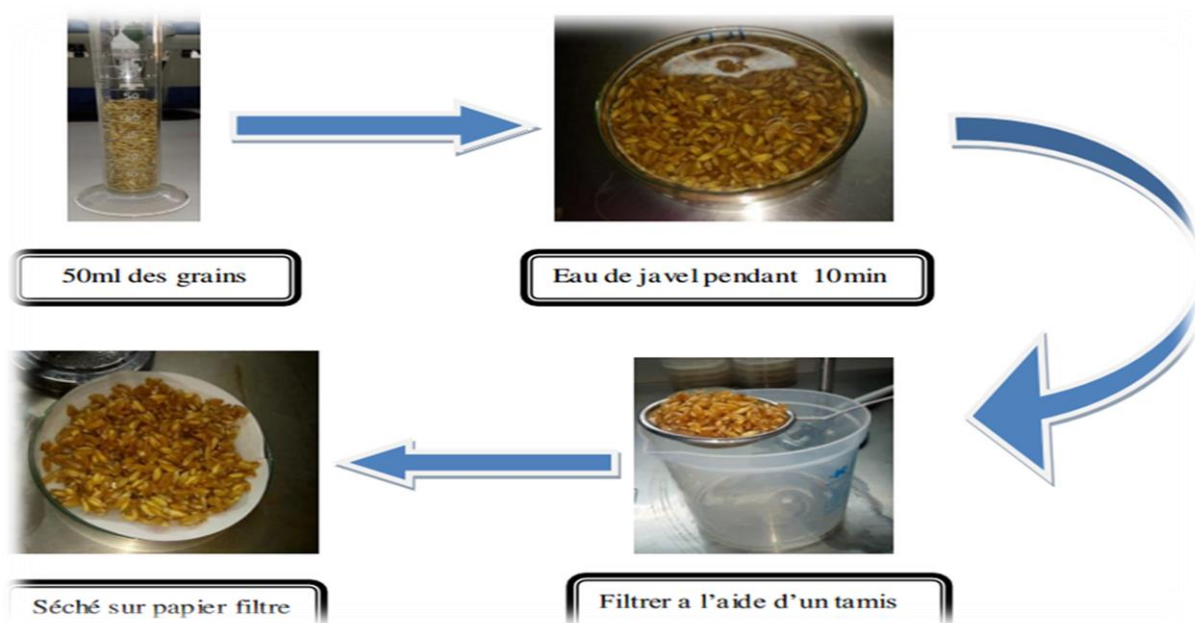 50ml des grains
Eau de javel pendant 10min
Filtrer a l'aide d'un tamis
Séché sur papier filtre